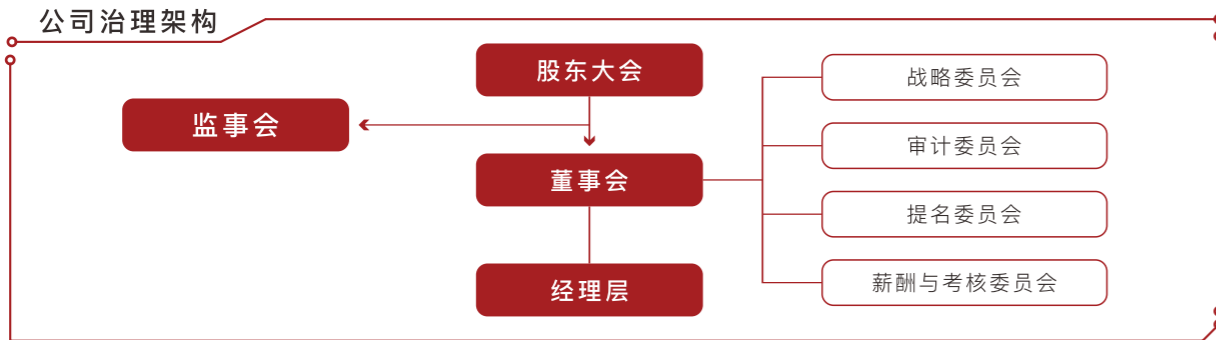 公司治理架构
股东大会
监事会
董事会
经理层
战略委员会
审计委员会
提名委员会
薪酬与考核委员会